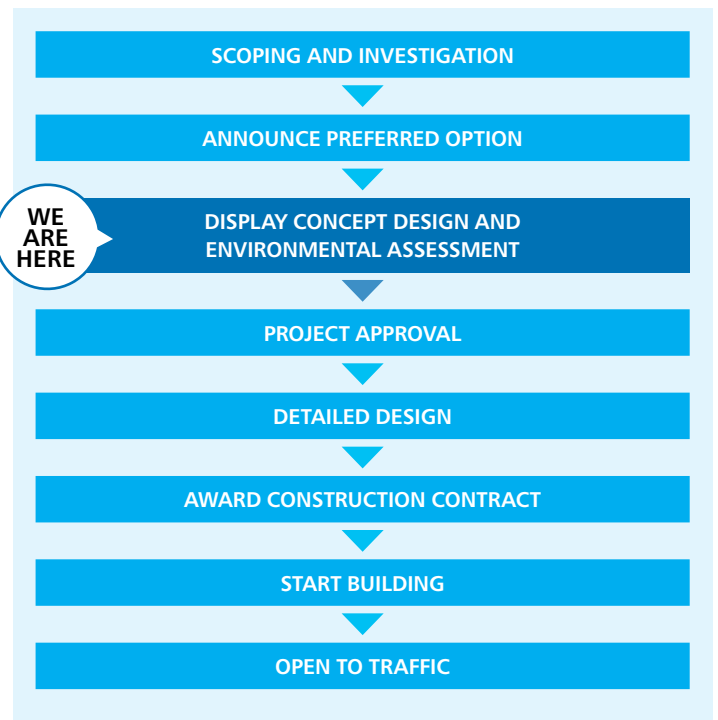 SCOPING AND INVESTIGATION
ANNOUNCE PREFERRED OPTION
WE
ARE
HERE
DISPLAY CONCEPT DESIGN AND
ENVIRONMENTAL ASSESSMENT
PROJECT APPROVAL
DETAILED DESIGN
AWARD CONSTRUCTION CONTRACT
START BUILDING
OPEN TO TRAFFIC